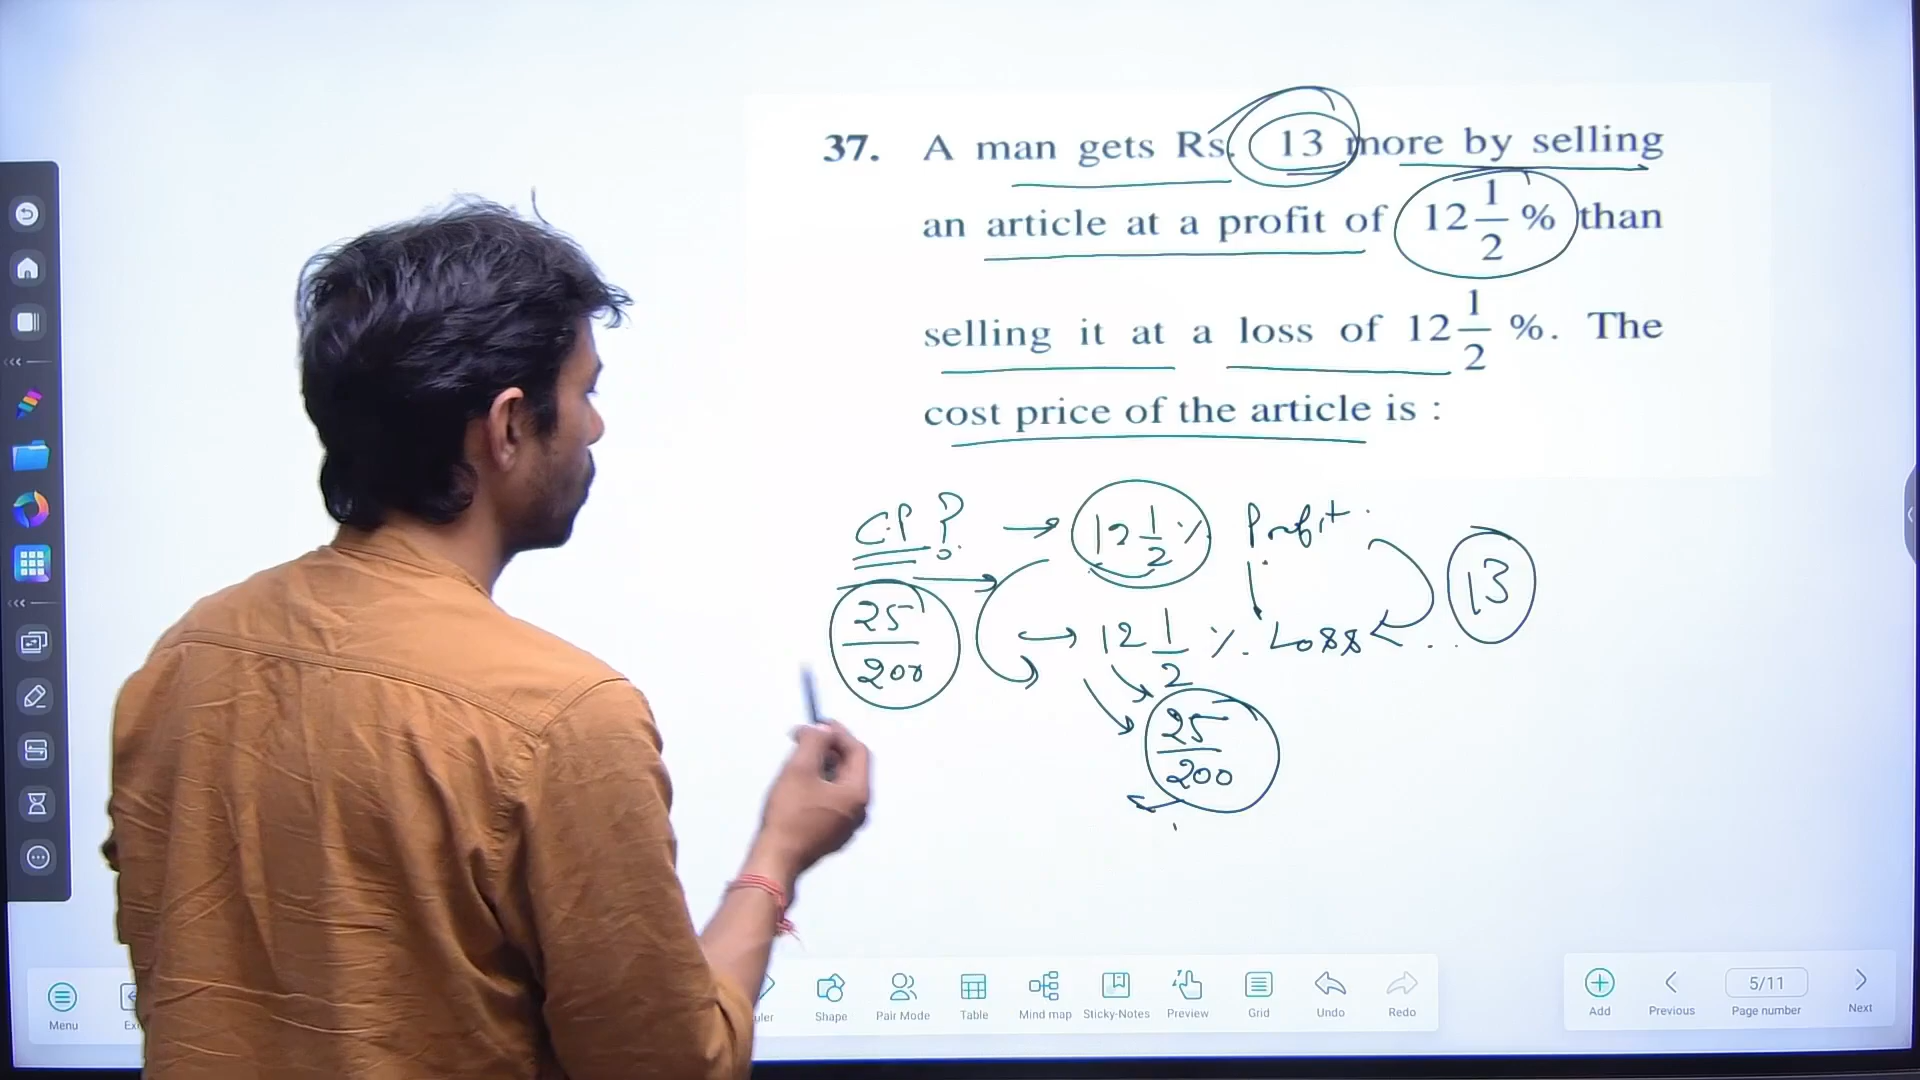 37. A man gets Rs. 13 more by selling
an article at a profit of 12 1/2 % than
selling it at a loss of 12 1/2 %. The
cost price of the article is :
C.P ? → 12 1/2 % Profit.
13
25/200
→ 12 1/2 %. Loss
25/200
Menu
Shape
Pair Mode
Table
Mind map
Sticky-Notes
Preview
Grid
Undo
Redo
Add
Previous
5/11
Page number
Next